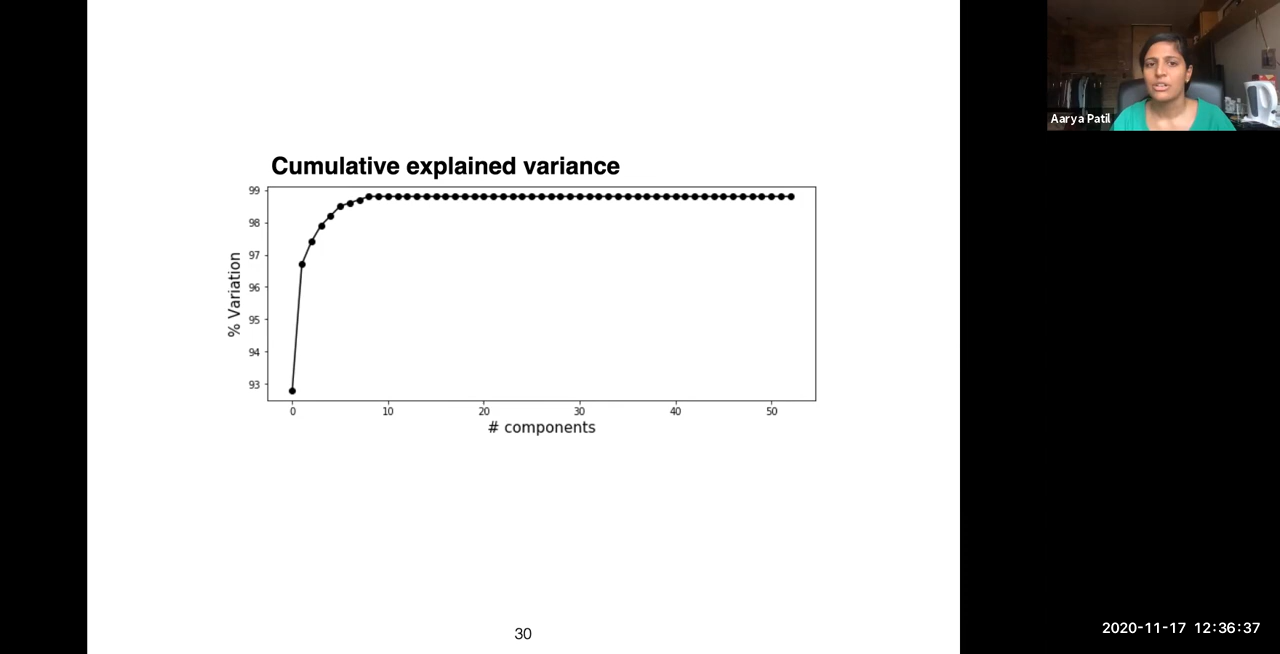 Cumulative explained variance
99
98
97
96
95
94
93
% Variation
0 10 20 30 40 50
# components
30
Aarya Patil
2020-11-17 12:36:37